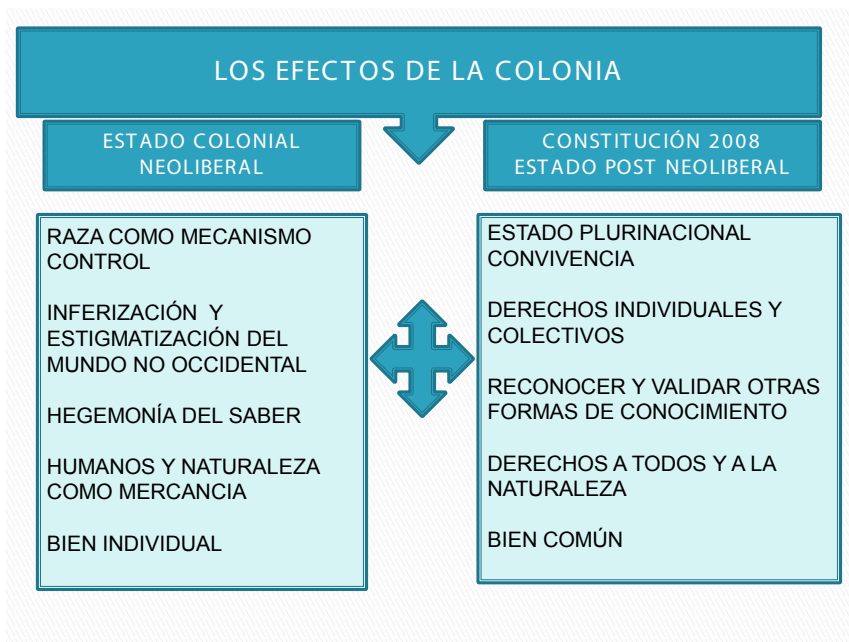 LOS EFECTOS DE LA COLONIA
ESTADO COLONIAL
NEOLIBERAL
RAZA COMO MECANISMO
CONTROL
INFERIZACIÓN Y
ESTIGMATIZACIÓN DEL
MUNDO NO OCCIDENTAL
HEGEMONÍA DEL SABER
HUMANOS Y NATURALEZA
COMO MERCANCIA
BIEN INDIVIDUAL
CONSTITUCIÓN 2008
ESTADO POST NEOLIBERAL
ESTADO PLURINACIONAL
CONVIVENCIA
DERECHOS INDIVIDUALES Y
COLECTIVOS
RECONOCER Y VALIDAR OTRAS
FORMAS DE CONOCIMIENTO
DERECHOS A TODOS Y A LA
NATURALEZA
BIEN COMÚN